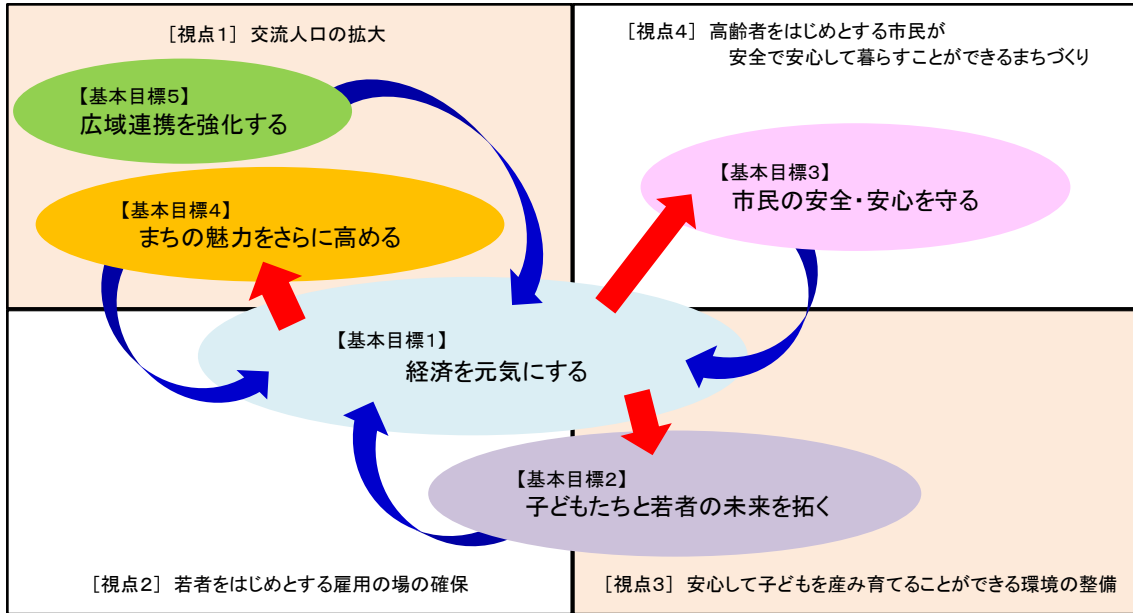 [視点1] 交流人口の拡大
[視点4] 高齢者をはじめとする市民が
安全で安心して暮らすことができるまちづくり
【基本目標5】
広域連携を強化する
【基本目標4】
まちの魅力をさらに高める
【基本目標3】
市民の安全・安心を守る
【基本目標1】
経済を元気にする
【基本目標2】
子どもたちと若者の未来を拓く
[視点2] 若者をはじめとする雇用の場の確保
[視点3] 安心して子どもを産み育てることができる環境の整備